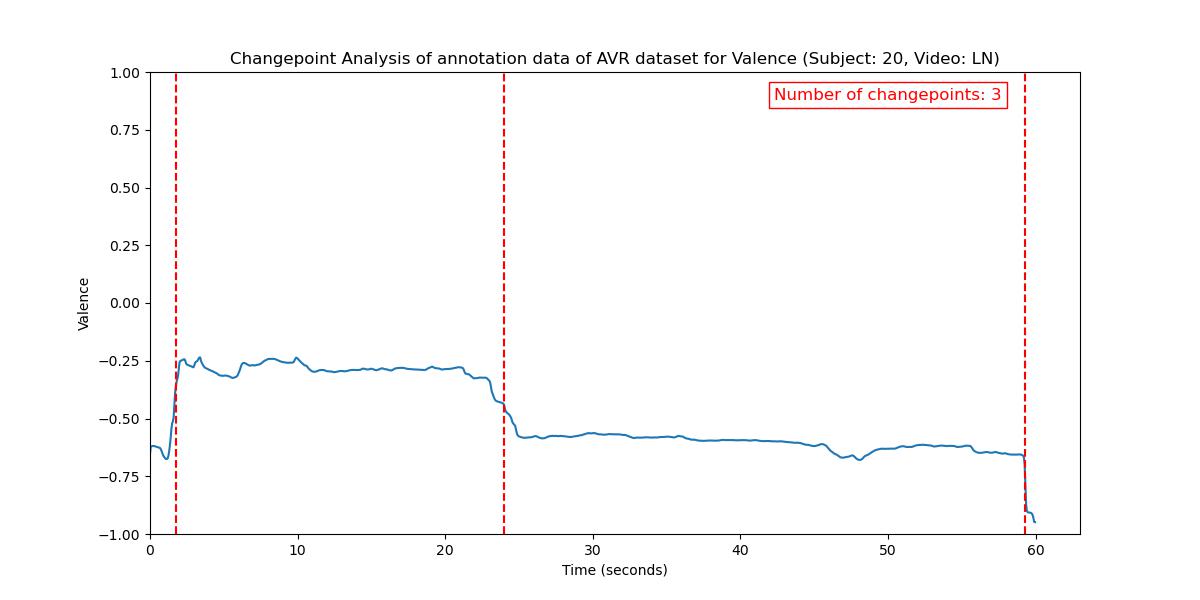 Changepoint Analysis of annotation data of AVR dataset for Valence (Subject: 20, Video: LN)
Number of changepoints: 3
1.00
0.75
0.50
0.25
0.00
−0.25
−0.50
−0.75
−1.00
Valence
0 10 20 30 40 50 60
Time (seconds)